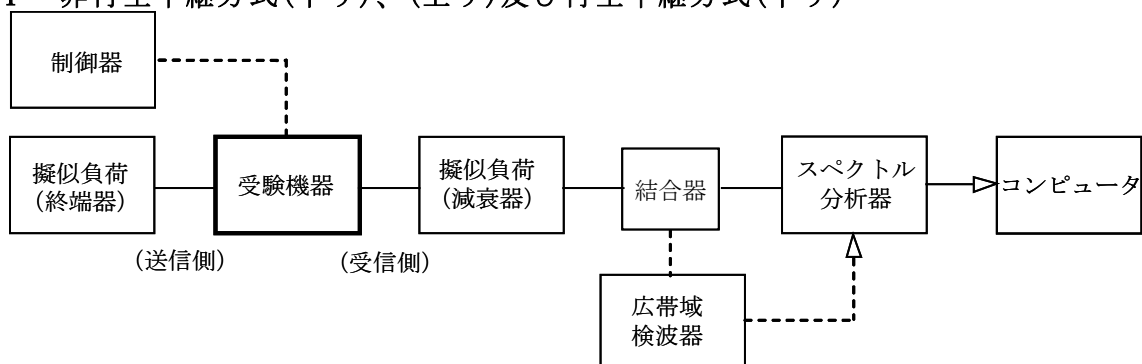 1 非再生中継方式(下り)、(上り)及び再生中継方式(下り)
制御器
擬似負荷
(終端器)
受験機器
擬似負荷
(減衰器)
結合器
スペクトル
分析器
コンピュータ
(送信側)
(受信側)
広帯域
検波器